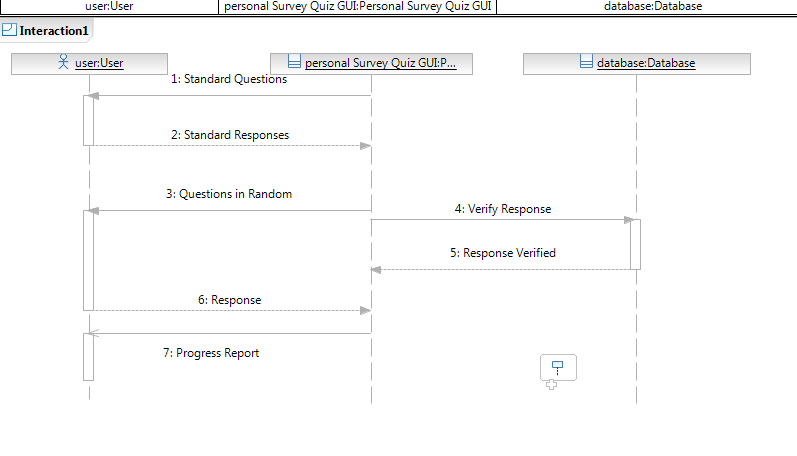 user:User
personal Survey Quiz GUI:Personal Survey Quiz GUI
database:Database
Interaction1
user:User
personal Survey Quiz GUI:P...
database:Database
1: Standard Questions
2: Standard Responses
3: Questions in Random
4: Verify Response
5: Response Verified
6: Response
7: Progress Report